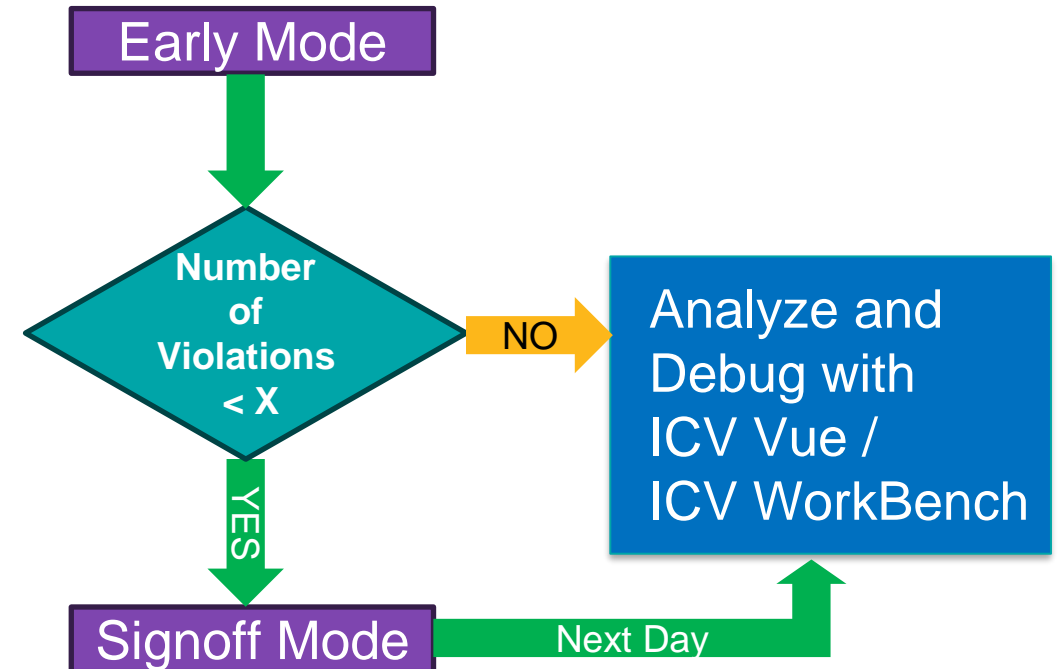 Early Mode
Number
of
Violations
< X
NO
Analyze and
Debug with
ICV Vue /
ICV WorkBench
YES
Signoff Mode
Next Day